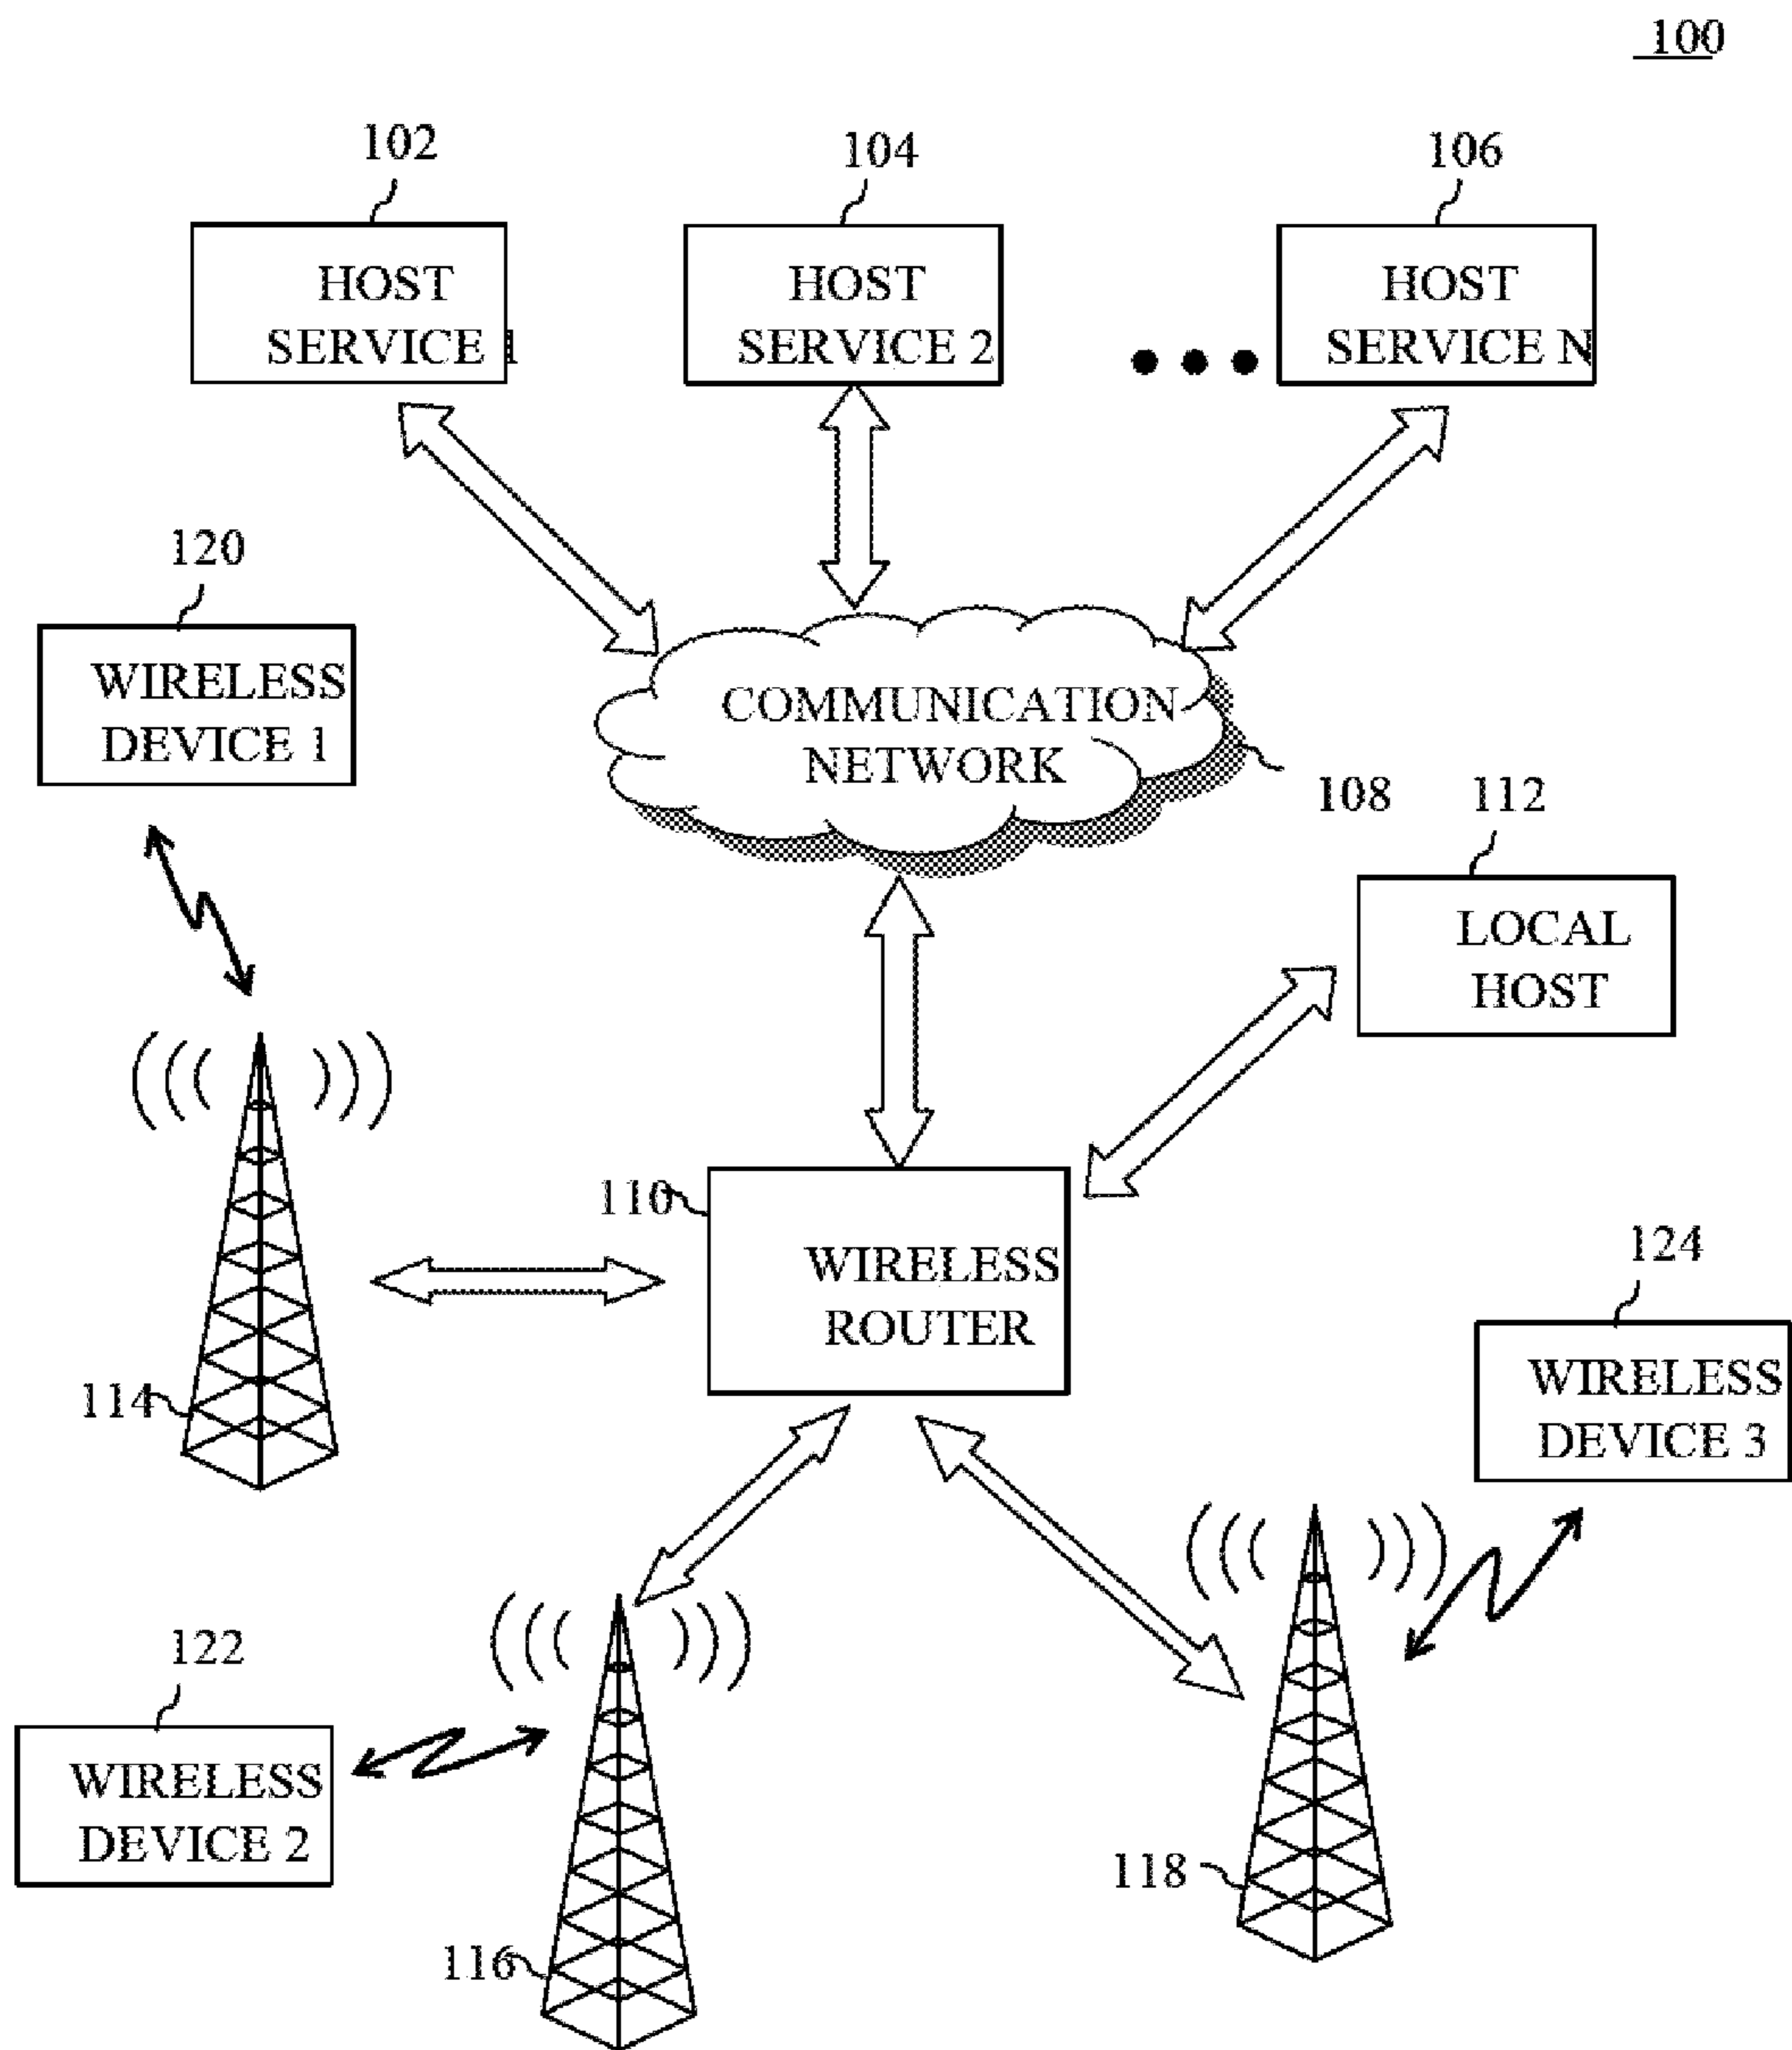 100
102
104
106
HOST
SERVICE 1
HOST
SERVICE 2
HOST
SERVICE N
120
WIRELESS
DEVICE 1
COMMUNICATION
NETWORK
108
112
LOCAL
HOST
110
WIRELESS
ROUTER
114
124
WIRELESS
DEVICE 3
122
WIRELESS
DEVICE 2
116
118